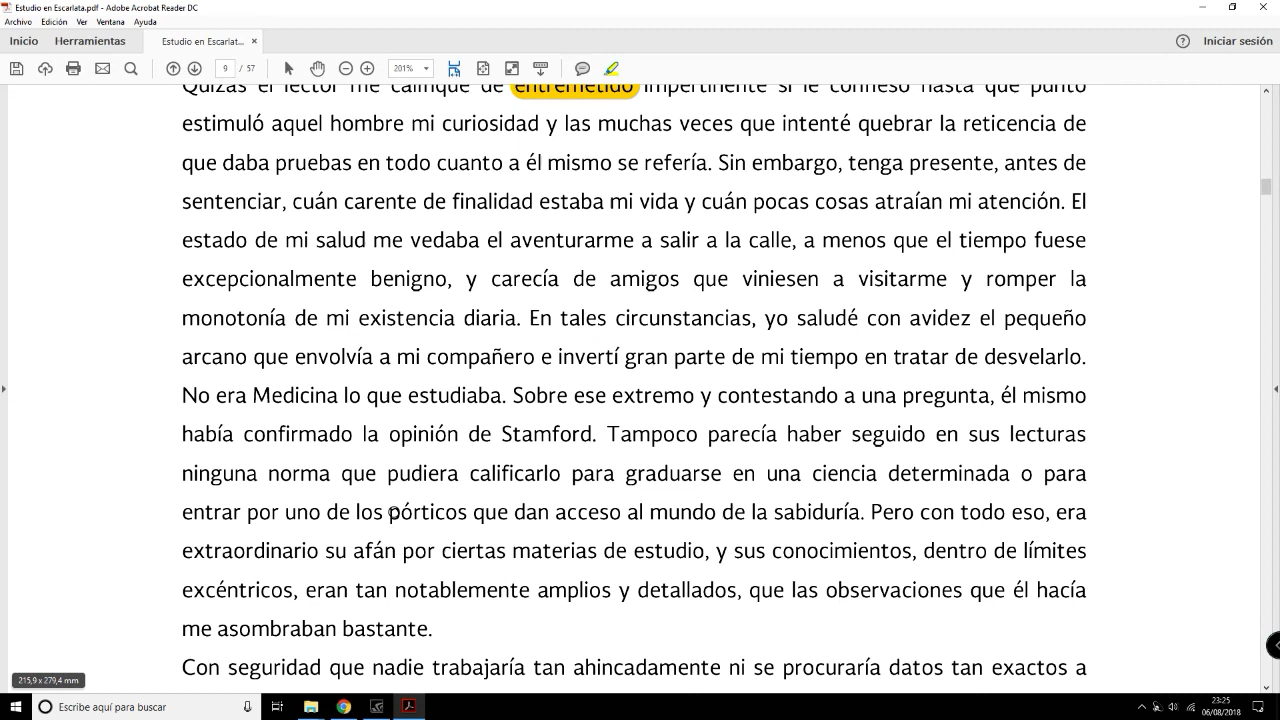 Estudio en Escarlata.pdf - Adobe Acrobat Reader DC
Archivo Edición Ver Ventana Ayuda
Inicio Herramientas Estudio en Escarlat... × Iniciar sesión
9 / 57 201%
Quizás el lector me califique de entremetido impertinente si le confieso hasta qué punto
estimuló aquel hombre mi curiosidad y las muchas veces que intenté quebrar la reticencia de
que daba pruebas en todo cuanto a él mismo se refería. Sin embargo, tenga presente, antes de
sentenciar, cuán carente de finalidad estaba mi vida y cuán pocas cosas atraían mi atención. El
estado de mi salud me vedaba el aventurarme a salir a la calle, a menos que el tiempo fuese
excepcionalmente benigno, y carecía de amigos que viniesen a visitarme y romper la
monotonía de mi existencia diaria. En tales circunstancias, yo saludé con avidez el pequeño
arcano que envolvía a mi compañero e invertí gran parte de mi tiempo en tratar de desvelarlo.
No era Medicina lo que estudiaba. Sobre ese extremo y contestando a una pregunta, él mismo
había confirmado la opinión de Stamford. Tampoco parecía haber seguido en sus lecturas
ninguna norma que pudiera calificarlo para graduarse en una ciencia determinada o para
entrar por uno de los pórticos que dan acceso al mundo de la sabiduría. Pero con todo eso, era
extraordinario su afán por ciertas materias de estudio, y sus conocimientos, dentro de límites
excéntricos, eran tan notablemente amplios y detallados, que las observaciones que él hacía
me asombraban bastante.
Con seguridad que nadie trabajaría tan ahincadamente ni se procuraría datos tan exactos a
215,9 x 279,4 mm
Escribe aquí para buscar
23:25
06/08/2018